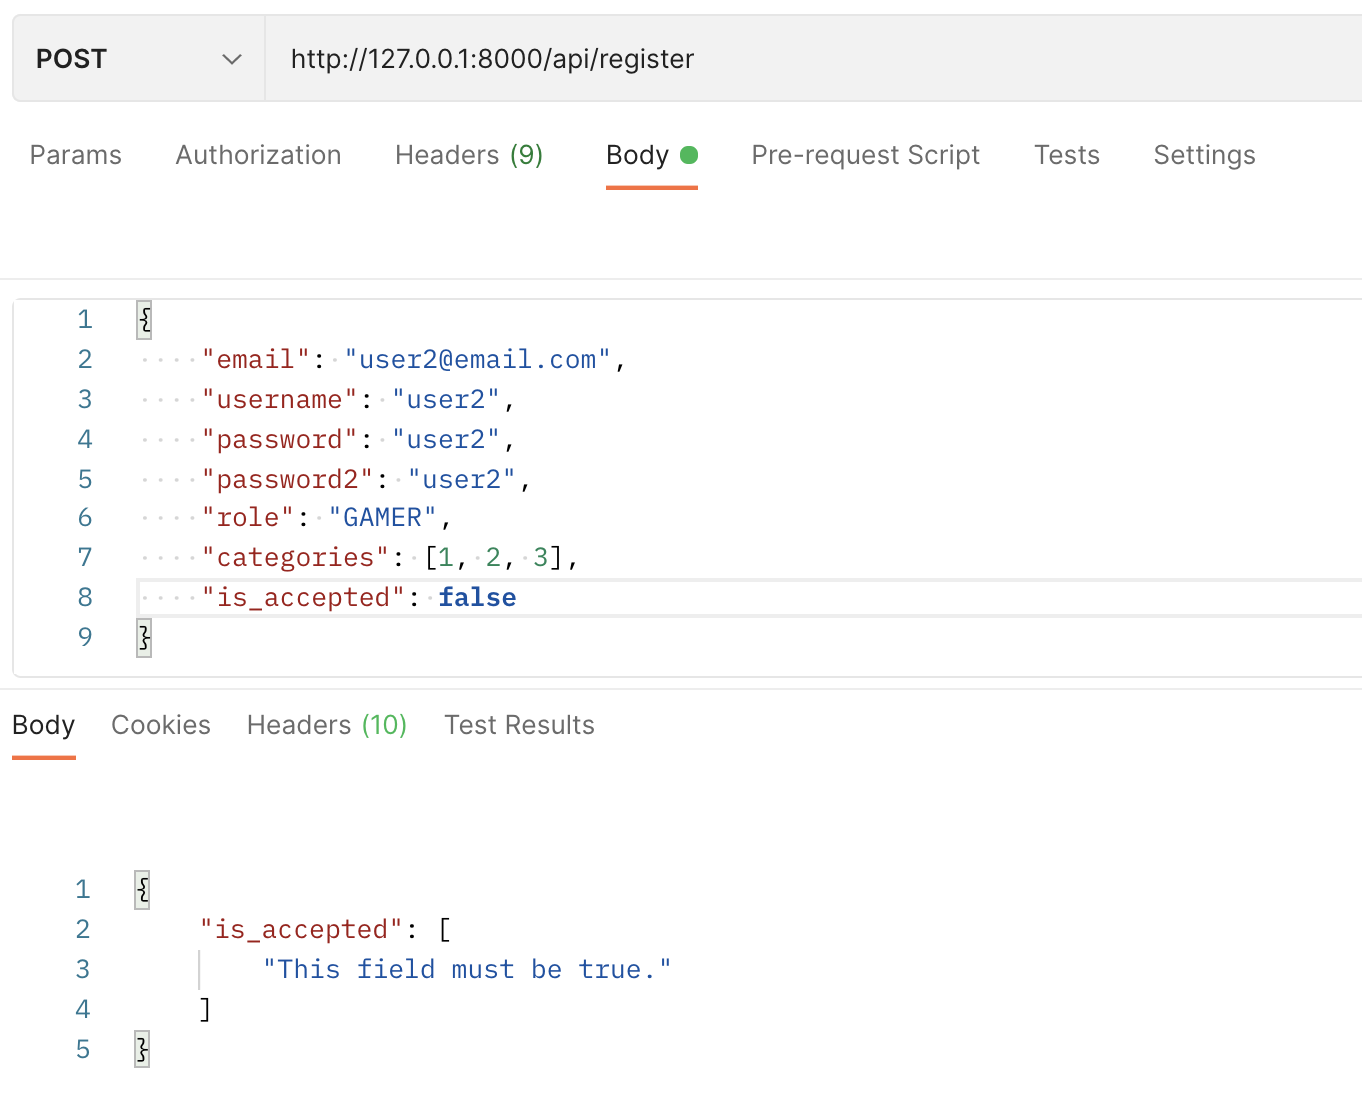 POST http://127.0.0.1:8000/api/register
Params Authorization Headers (9) Body Pre-request Script Tests Settings
1 {
2 ····"email":·"user2@email.com",
3 ····"username":·"user2",
4 ····"password":·"user2",
5 ····"password2":·"user2",
6 ····"role":·"GAMER",
7 ····"categories":·[1,·2,·3],
8 ····"is_accepted":·false
9 }
Body Cookies Headers (10) Test Results
1 {
2     "is_accepted": [
3         "This field must be true."
4     ]
5 }